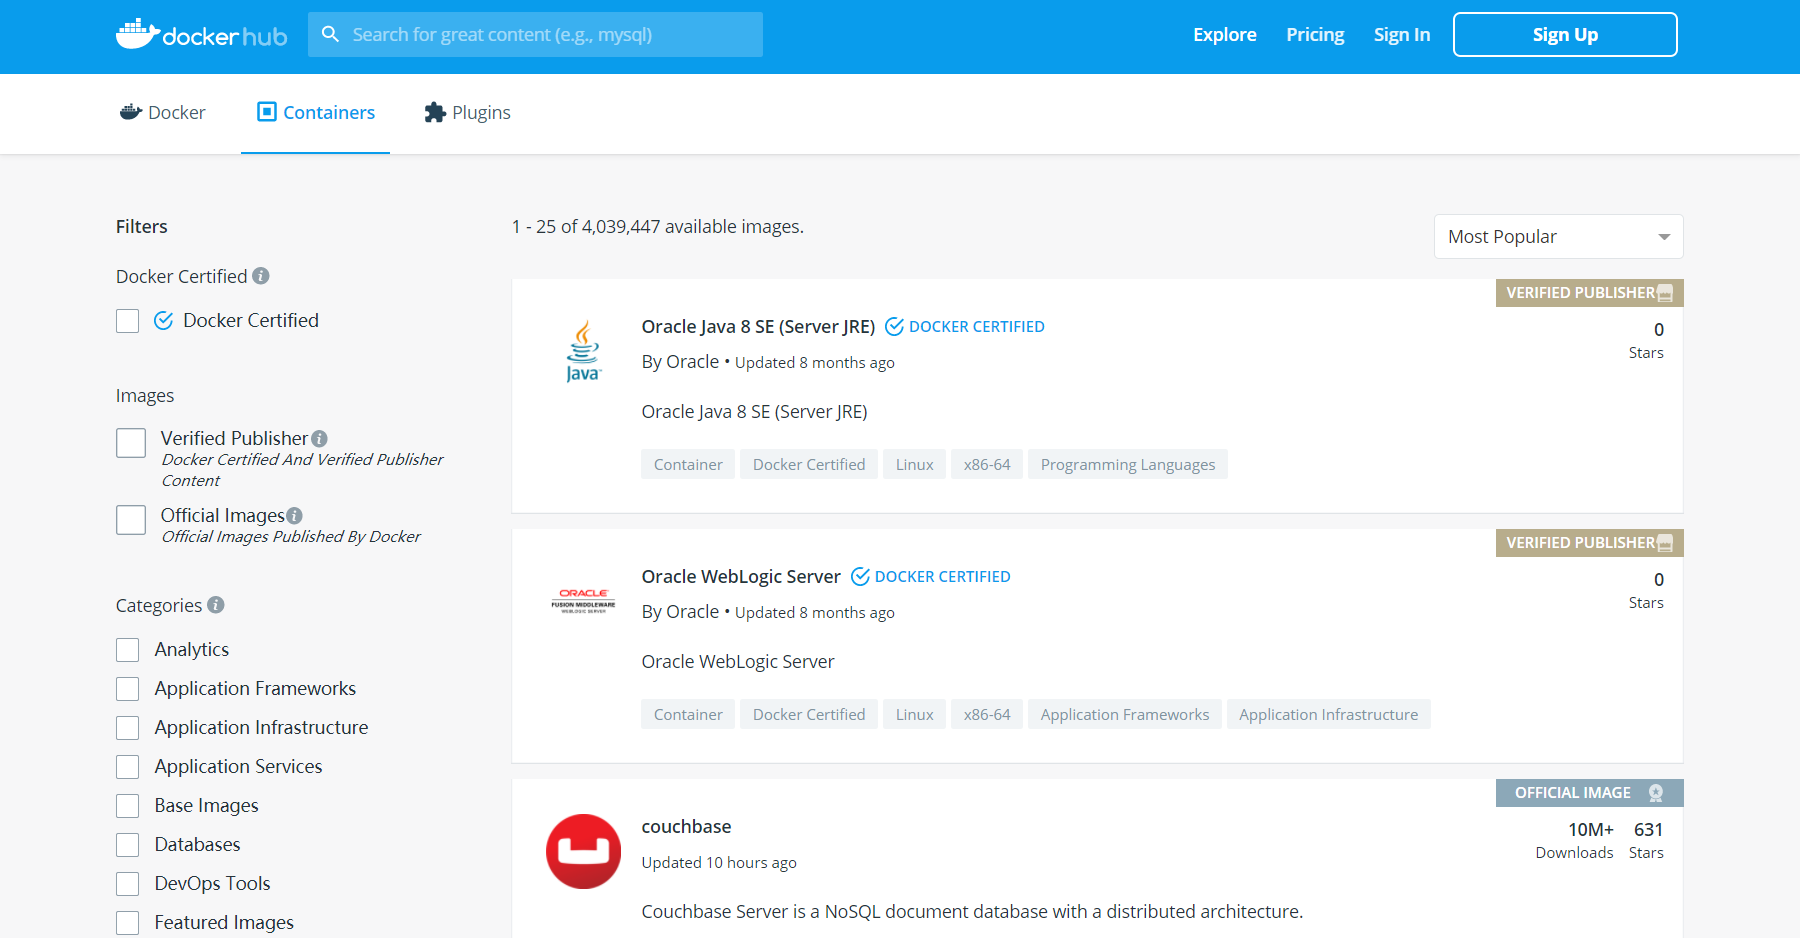 docker hub
Search for great content (e.g., mysql)
Explore
Pricing
Sign In
Sign Up
Docker
Containers
Plugins
Filters
Docker Certified
Docker Certified
Images
Verified Publisher
Docker Certified And Verified Publisher
Content
Official Images
Official Images Published By Docker
Categories
Analytics
Application Frameworks
Application Infrastructure
Application Services
Base Images
Databases
DevOps Tools
Featured Images
1 - 25 of 4,039,447 available images.
Most Popular
VERIFIED PUBLISHER
Java
Oracle Java 8 SE (Server JRE) DOCKER CERTIFIED
0
Stars
By Oracle • Updated 8 months ago
Oracle Java 8 SE (Server JRE)
Container Docker Certified Linux x86-64 Programming Languages
VERIFIED PUBLISHER
ORACLE
FUSION MIDDLEWARE
WEBLOGIC SERVER
Oracle WebLogic Server DOCKER CERTIFIED
0
Stars
By Oracle • Updated 8 months ago
Oracle WebLogic Server
Container Docker Certified Linux x86-64 Application Frameworks Application Infrastructure
OFFICIAL IMAGE
couchbase
10M+ 631
Downloads Stars
Updated 10 hours ago
Couchbase Server is a NoSQL document database with a distributed architecture.